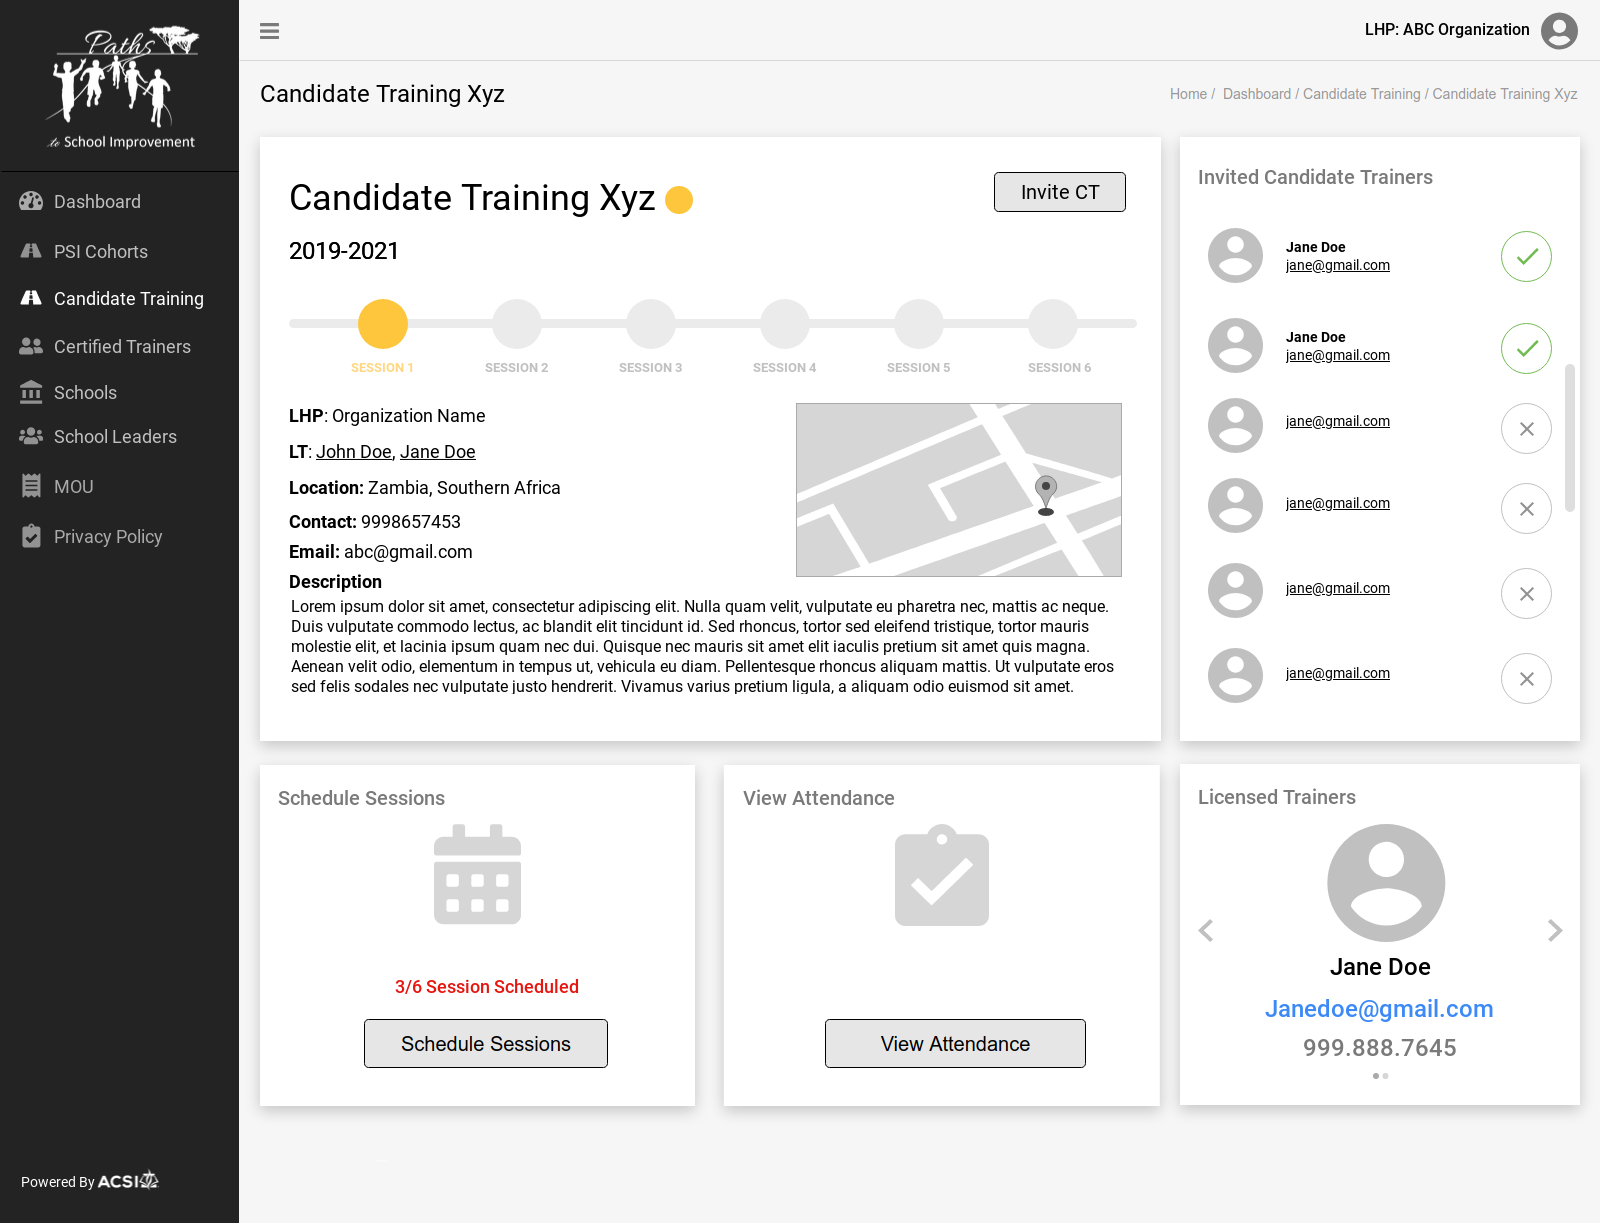 Paths
to School Improvement
Dashboard
PSI Cohorts
Candidate Training
Certified Trainers
Schools
School Leaders
MOU
Privacy Policy
Powered By ACSI
LHP: ABC Organization
Candidate Training Xyz
Home / Dashboard / Candidate Training / Candidate Training Xyz
Candidate Training Xyz
Invite CT
2019-2021
SESSION 1
SESSION 2
SESSION 3
SESSION 4
SESSION 5
SESSION 6
LHP: Organization Name
LT: John Doe, Jane Doe
Location: Zambia, Southern Africa
Contact: 9998657453
Email: abc@gmail.com
Description
Lorem ipsum dolor sit amet, consectetur adipiscing elit. Nulla quam velit, vulputate eu pharetra nec, mattis ac neque.
Duis vulputate commodo lectus, ac blandit elit tincidunt id. Sed rhoncus, tortor sed eleifend tristique, tortor mauris
molestie elit, et lacinia ipsum quam nec dui. Quisque nec mauris sit amet elit iaculis pretium sit amet quis magna.
Aenean velit odio, elementum in tempus ut, vehicula eu diam. Pellentesque rhoncus aliquam mattis. Ut vulputate eros
sed felis sodales nec vulputate justo hendrerit. Vivamus varius pretium ligula, a aliquam odio euismod sit amet.
Invited Candidate Trainers
Jane Doe
jane@gmail.com
Jane Doe
jane@gmail.com
jane@gmail.com
jane@gmail.com
jane@gmail.com
jane@gmail.com
Schedule Sessions
3/6 Session Scheduled
Schedule Sessions
View Attendance
View Attendance
Licensed Trainers
Jane Doe
Janedoe@gmail.com
999.888.7645